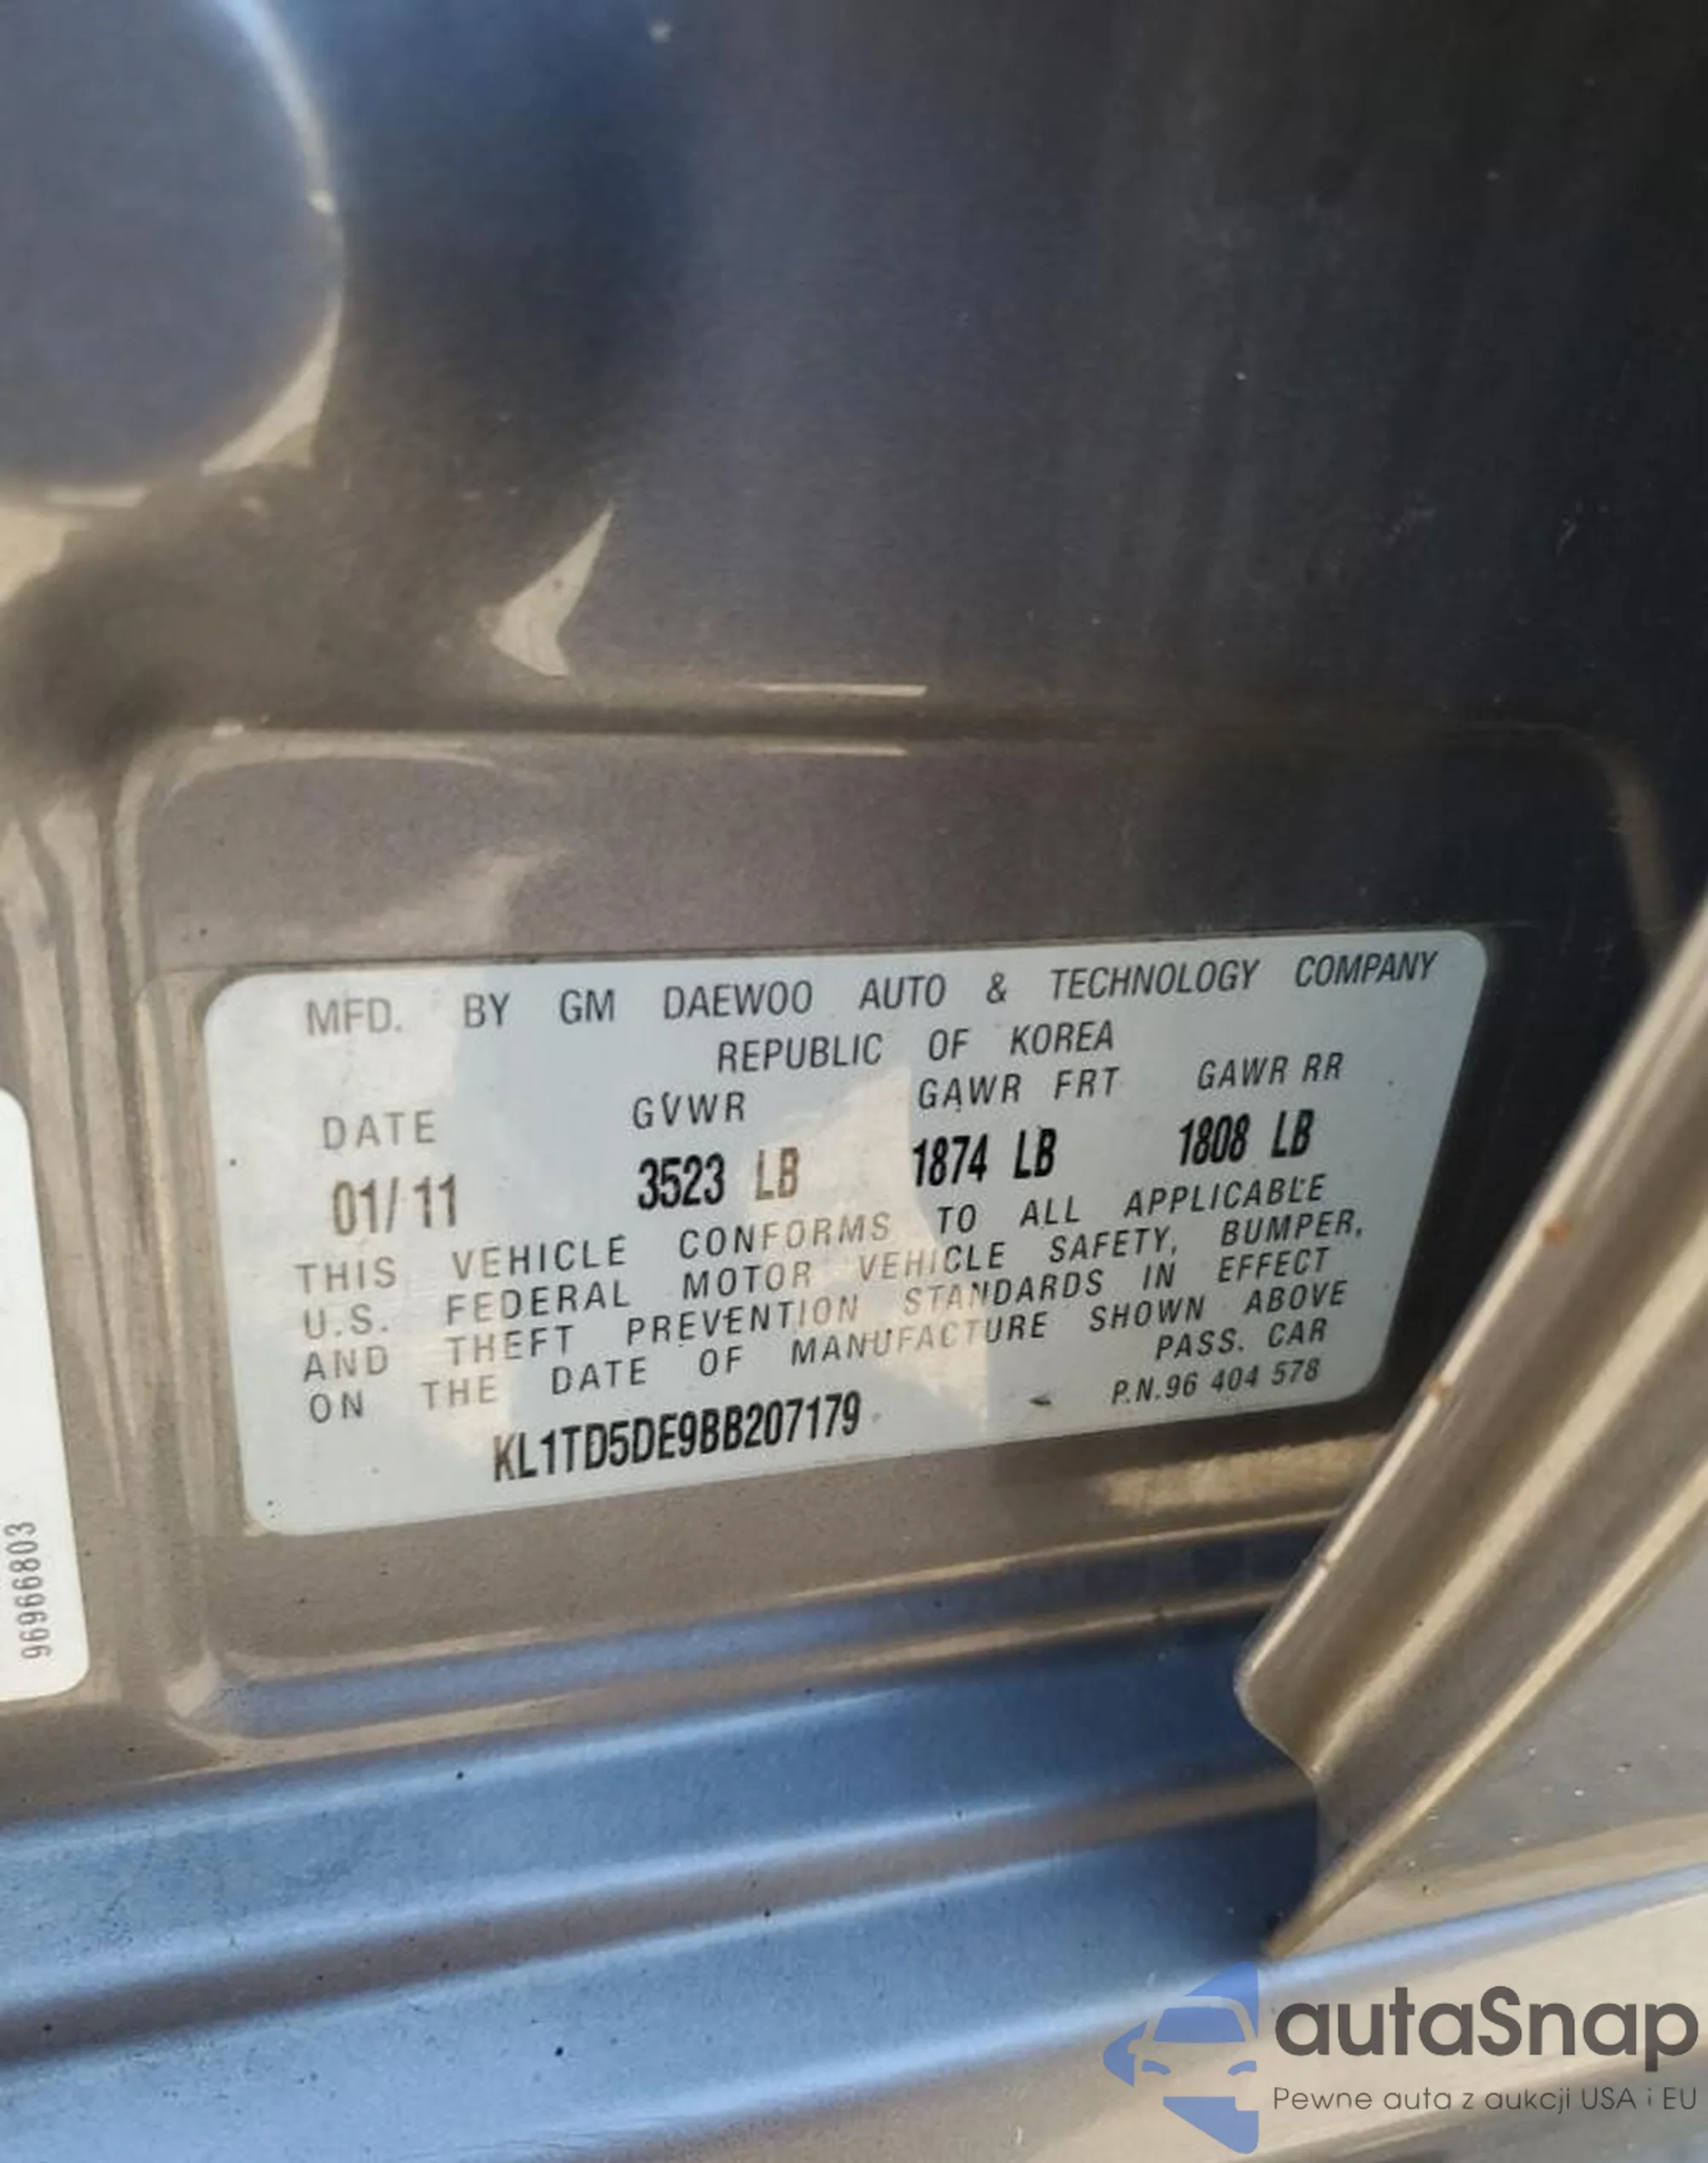 MFD. BY GM DAEWOO AUTO & TECHNOLOGY COMPANY
REPUBLIC OF KOREA
DATE GVWR GAWR FRT GAWR RR
01/11 3523 LB 1874 LB 1808 LB
THIS VEHICLE CONFORMS TO ALL APPLICABLE
U.S. FEDERAL MOTOR VEHICLE SAFETY, BUMPER,
AND THEFT PREVENTION STANDARDS IN EFFECT
ON THE DATE OF MANUFACTURE SHOWN ABOVE
PASS. CAR
KL1TD5DE9BB207179 P.N.96 404 578
96966803
autaSnap
Pewne auta z aukcji USA i EU